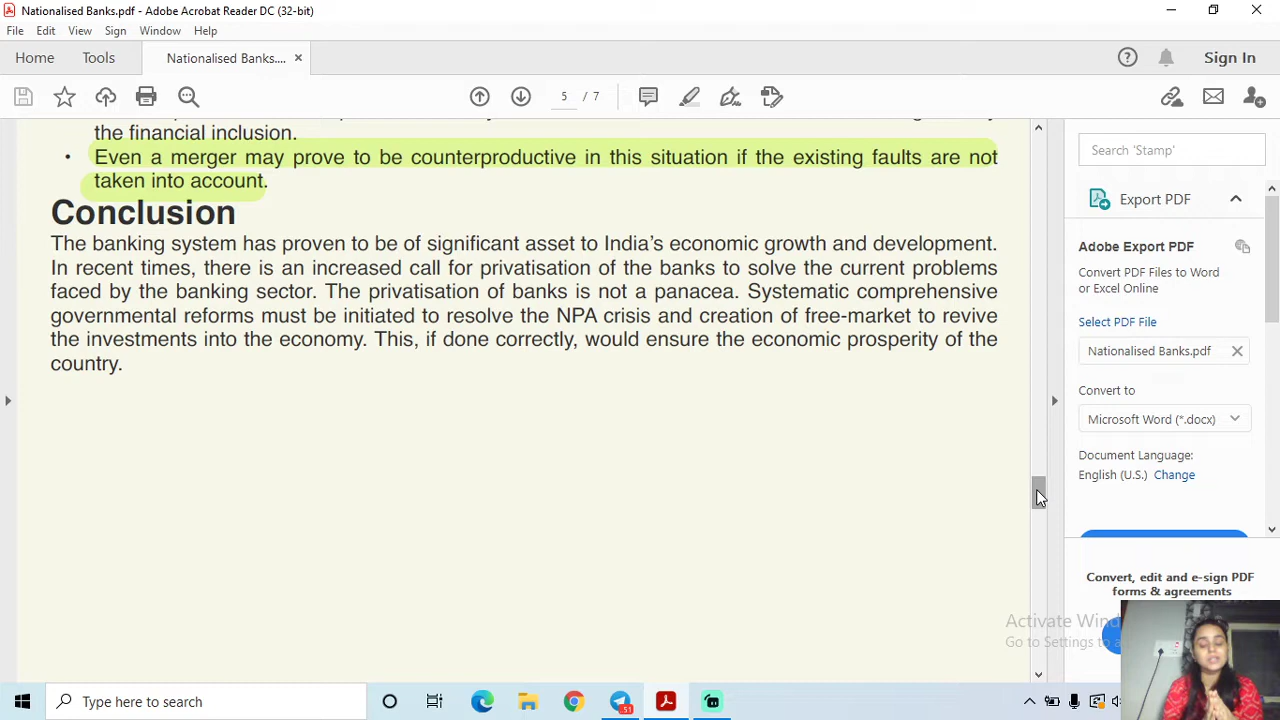 Nationalised Banks.pdf - Adobe Acrobat Reader DC (32-bit)
File Edit View Sign Window Help
Home Tools Nationalised Banks.... Sign In
5 / 7
the financial inclusion.
• Even a merger may prove to be counterproductive in this situation if the existing faults are not
taken into account.
Conclusion
The banking system has proven to be of significant asset to India's economic growth and development.
In recent times, there is an increased call for privatisation of the banks to solve the current problems
faced by the banking sector. The privatisation of banks is not a panacea. Systematic comprehensive
governmental reforms must be initiated to resolve the NPA crisis and creation of free-market to revive
the investments into the economy. This, if done correctly, would ensure the economic prosperity of the
country.
Search 'Stamp'
Export PDF
Adobe Export PDF
Convert PDF Files to Word
or Excel Online
Select PDF File
Nationalised Banks.pdf
Convert to
Microsoft Word (*.docx)
Document Language:
English (U.S.) Change
Convert, edit and e-sign PDF
forms & agreements
Activate Wind
Go to Settings to a
Type here to search
51